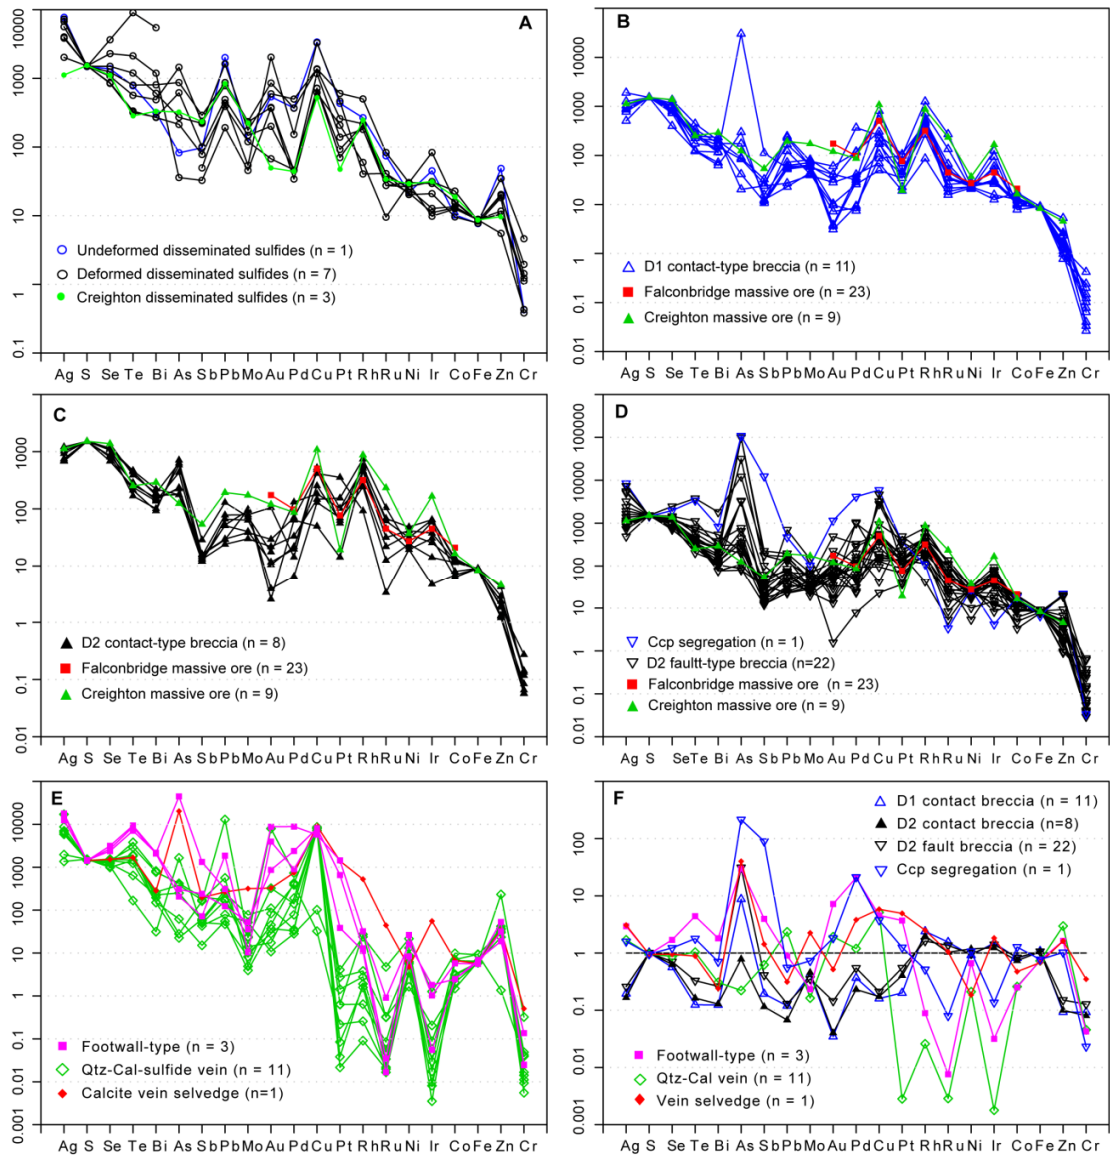 A
10000
1000
100
10
1
0.1
Undeformed disseminated sulfides (n = 1)
Deformed disseminated sulfides (n = 7)
Creighton disseminated sulfides (n = 3)
Ag S Se Te Bi As Sb Pb Mo Au Pd Cu Pt Rh Ru Ni Ir Co Fe Zn Cr
B
10000
1000
100
10
1
0.1
0.01
D1 contact-type breccia (n = 11)
Falconbridge massive ore (n = 23)
Creighton massive ore (n = 9)
Ag S Se Te Bi As Sb Pb Mo Au Pd Cu Pt Rh Ru Ni Ir Co Fe Zn Cr
C
1000
100
10
1
0.1
0.01
D2 contact-type breccia (n = 8)
Falconbridge massive ore (n = 23)
Creighton massive ore (n = 9)
Ag S Se Te Bi As Sb Pb Mo Au Pd Cu Pt Rh Ru Ni Ir Co Fe Zn Cr
D
100000
10000
1000
100
10
1
0.1
0.01
Ccp segregation (n = 1)
D2 faultt-type breccia (n=22)
Falconbridge massive ore (n = 23)
Creighton massive ore (n = 9)
Ag S Se Te Bi As Sb Pb Mo Au Pd Cu Pt Rh Ru Ni Ir Co Fe Zn Cr
E
10000
1000
100
10
1
0.1
0.01
0.001
Footwall-type (n = 3)
Qtz-Cal-sulfide vein (n = 11)
Calcite vein selvedge (n=1)
Ag S Se Te Bi As Sb Pb Mo Au Pd Cu Pt Rh Ru Ni Ir Co Fe Zn Cr
F
100
10
1
0.1
0.01
0.001
D1 contact breccia (n = 11)
D2 contact breccia (n=8)
D2 fault breccia (n = 22)
Ccp segregation (n = 1)
Footwall-type (n = 3)
Qtz-Cal vein (n = 11)
Vein selvedge (n = 1)
Ag S Se Te Bi As Sb Pb Mo Au Pd Cu Pt Rh Ru Ni Ir Co Fe Zn Cr